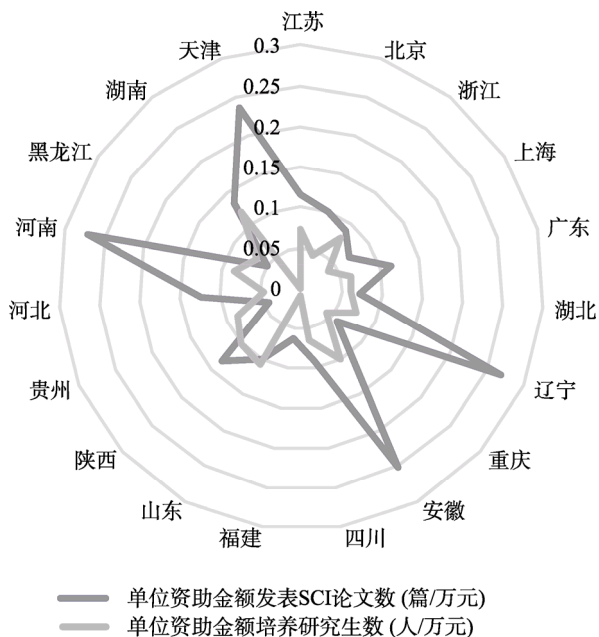 江苏
北京
浙江
上海
广东
湖北
辽宁
重庆
安徽
四川
福建
山东
陕西
贵州
河北
河南
黑龙江
湖南
天津
0.3
0.25
0.2
0.15
0.1
0.05
0
单位资助金额发表SCI论文数 (篇/万元)
单位资助金额培养研究生数 (人/万元)